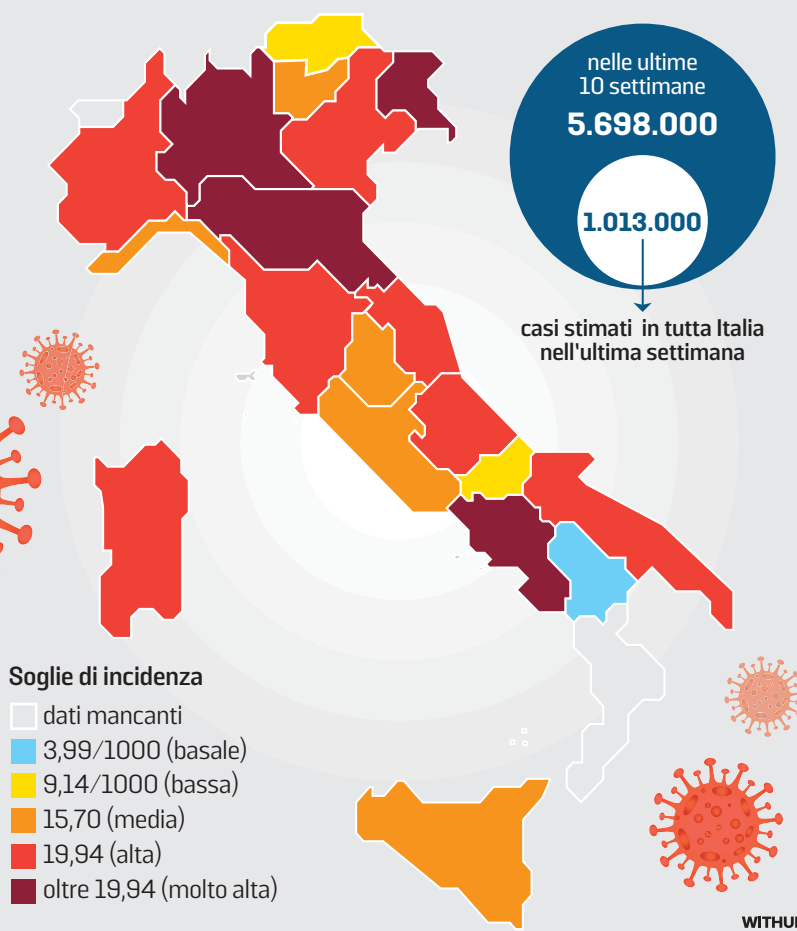 nelle ultime
10 settimane
5.698.000
1.013.000
casi stimati in tutta Italia
nell'ultima settimana
Soglie di incidenza
dati mancanti
3,99/1000 (basale)
9,14/1000 (bassa)
15,70 (media)
19,94 (alta)
oltre 19,94 (molto alta)
WITHUB